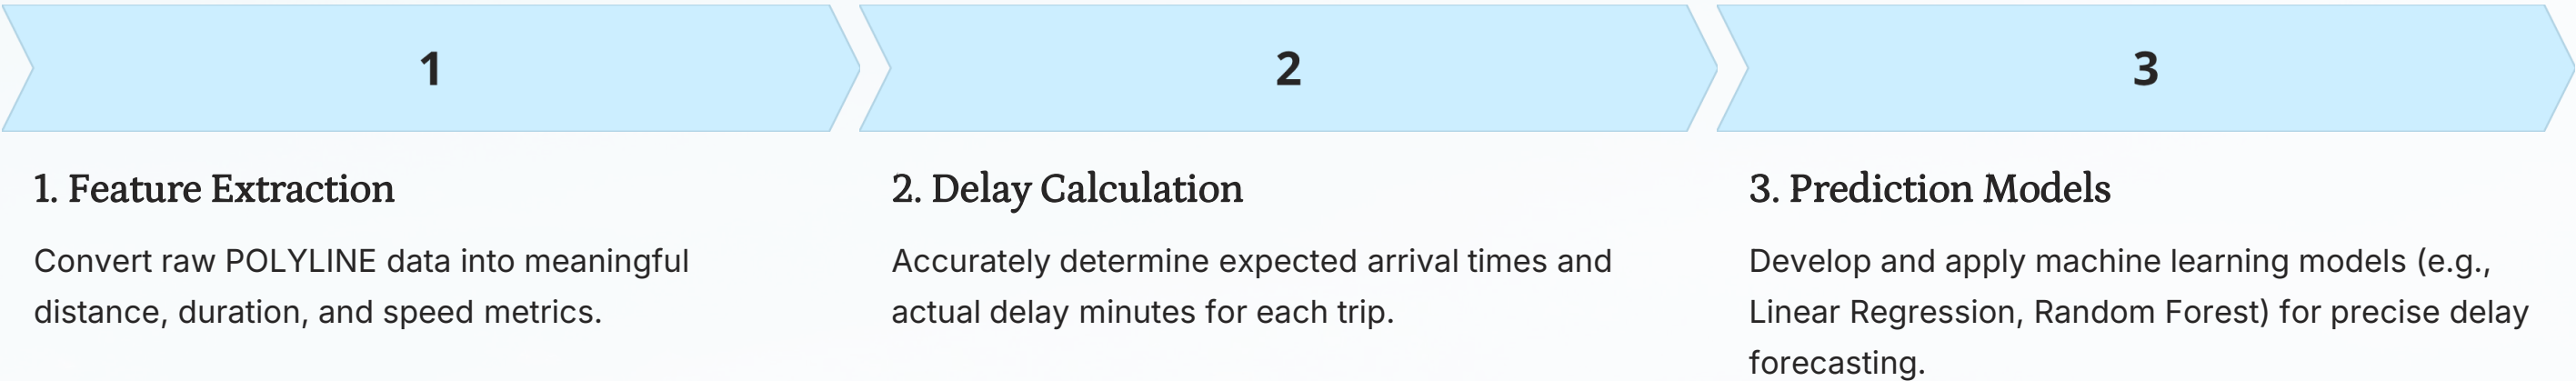 1
2
3
1. Feature Extraction
Convert raw POLYLINE data into meaningful
distance, duration, and speed metrics.
2. Delay Calculation
Accurately determine expected arrival times and
actual delay minutes for each trip.
3. Prediction Models
Develop and apply machine learning models (e.g.,
Linear Regression, Random Forest) for precise delay
forecasting.